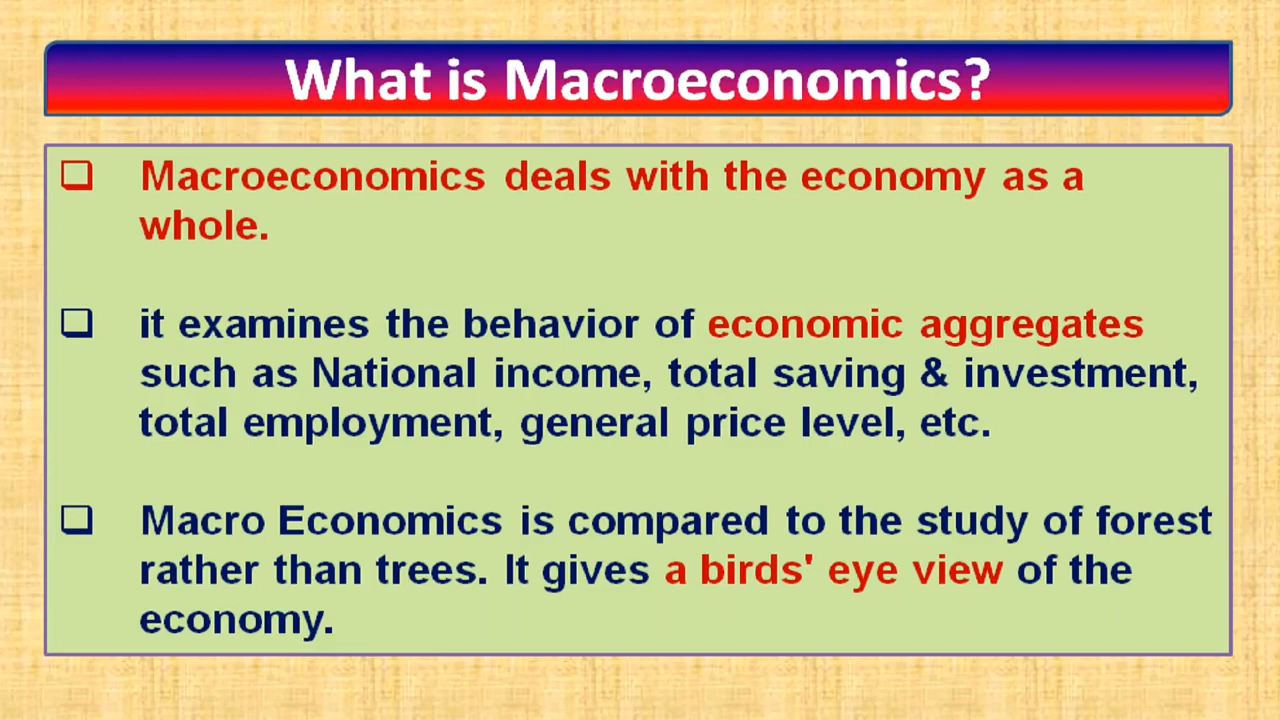 What is Macroeconomics?
❑ Macroeconomics deals with the economy as a
whole.
❑ it examines the behavior of economic aggregates
such as National income, total saving & investment,
total employment, general price level, etc.
❑ Macro Economics is compared to the study of forest
rather than trees. It gives a birds' eye view of the
economy.